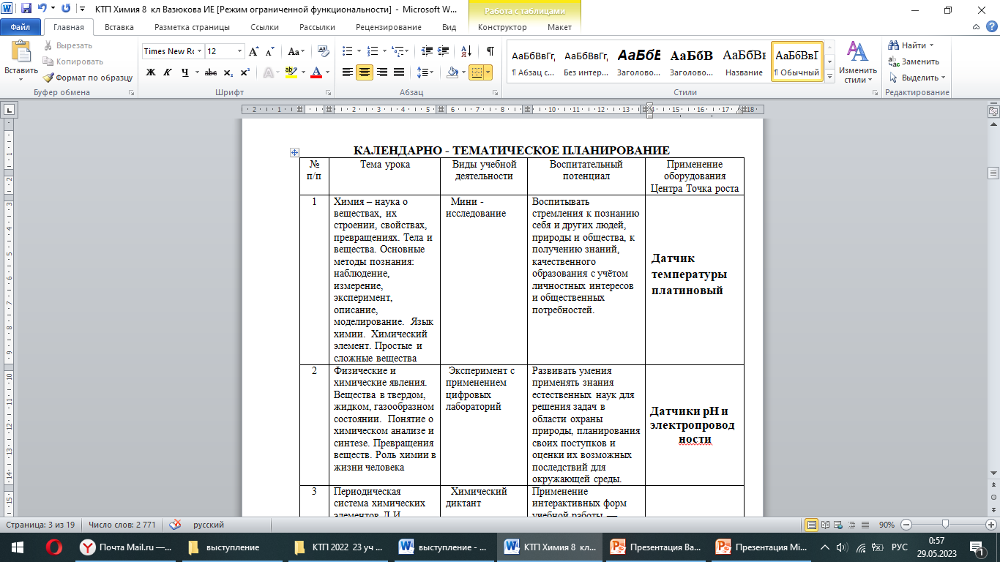 КТП Химия 8 кл Вазюкова ИЕ [Режим ограниченной функциональности] - Microsoft W...
Работа с таблицами
Файл
Главная
Вставка
Разметка страницы
Ссылки
Рассылки
Рецензирование
Вид
Конструктор
Макет
Вставить
Вырезать
Копировать
Формат по образцу
Буфер обмена
Times New Ro
12
Шрифт
Абзац
АаБбВвГг,
¶ Абзац с...
АаБбВвГг,
Без интер...
АаБбЕ
Заголово...
АаБбВ
Заголово...
АаБбВı
Название
АаБбВвГ
¶ Обычный
Изменить
стили
Стили
Найти
Заменить
Выделить
Редактирование
КАЛЕНДАРНО - ТЕМАТИЧЕСКОЕ ПЛАНИРОВАНИЕ
№
п/п
Тема урока
Виды учебной
деятельности
Воспитательный
потенциал
Применение
оборудования
Центра Точка роста
1
Химия – наука о
веществах, их
строении, свойствах,
превращениях. Тела и
вещества. Основные
методы познания:
наблюдение,
измерение,
эксперимент,
описание,
моделирование. Язык
химии. Химический
элемент. Простые и
сложные вещества
Мини -
исследование
Воспитывать
стремления к познанию
себя и других людей,
природы и общества, к
получению знаний,
качественного
образования с учётом
личностных интересов
и общественных
потребностей.
Датчик
температуры
платиновый
2
Физические и
химические явления.
Вещества в твердом,
жидком, газообразном
состоянии. Понятие о
химическом анализе и
синтезе. Превращения
веществ. Роль химии в
жизни человека
Эксперимент с
применением
цифровых
лабораторий
Развивать умения
применять знания
естественных наук для
решения задач в
области охраны
природы, планирования
своих поступков и
оценки их возможных
последствий для
окружающей среды.
Датчики рН и
электропровод
ности
3
Периодическая
система химических
элементов Д.И.
Химический
диктант
Применение
интерактивных форм
учебной работы —
Страница: 3 из 19
Число слов: 2 771
русский
90%
Почта Mail.ru —...
выступление
КТП 2022 23 уч ...
выступление - ...
КТП Химия 8 кл...
Презентация Ва...
Презентация Mi...
РУС
0:57
29.05.2023
1